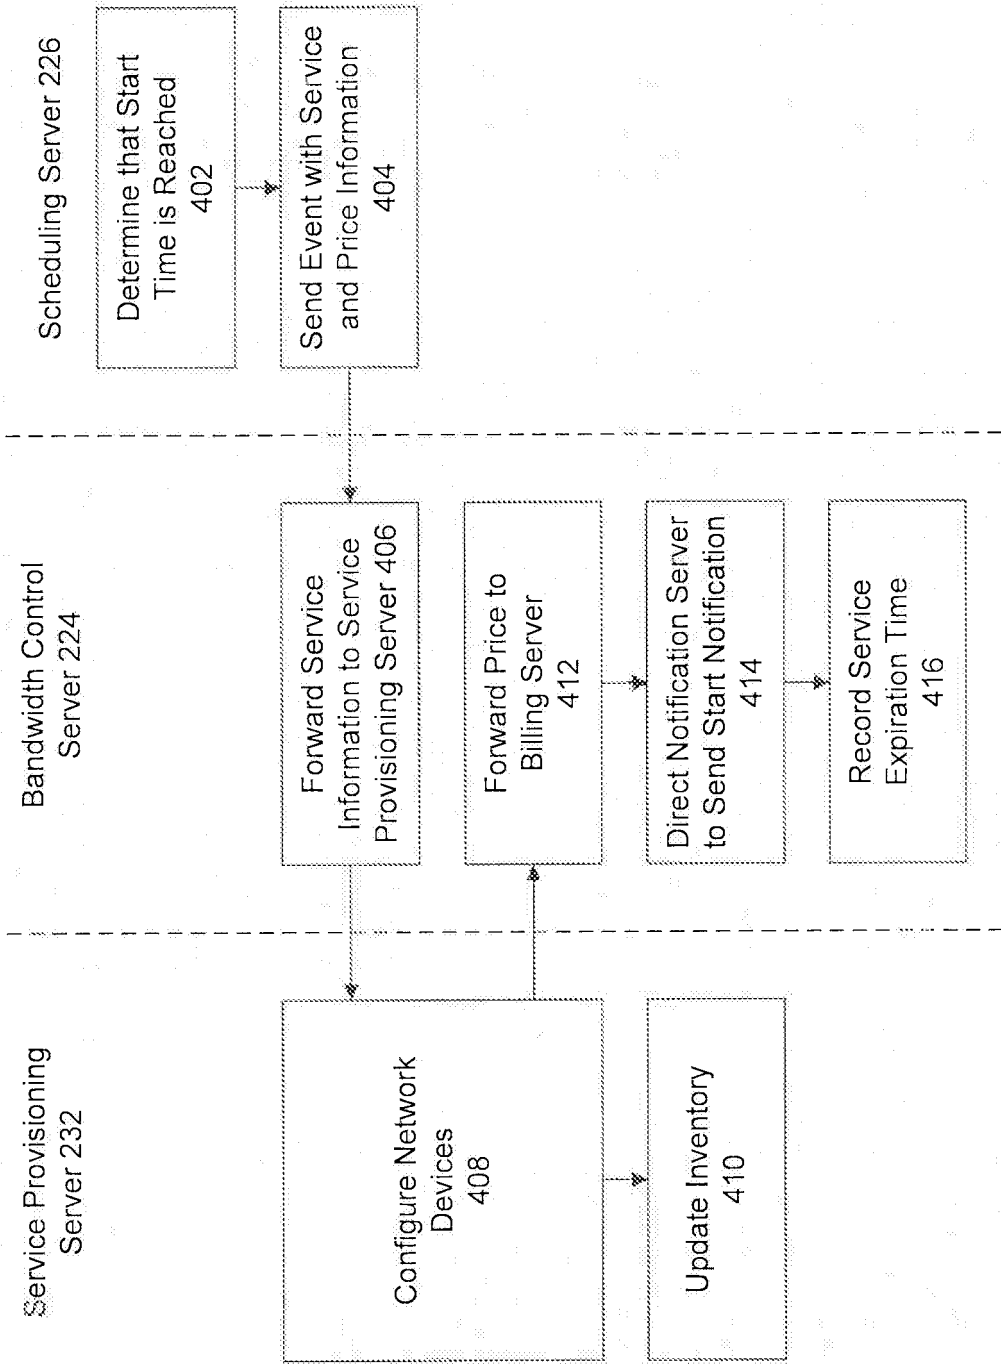 Service Provisioning
Server 232
Bandwidth Control
Server 224
Scheduling Server 226
Determine that Start
Time is Reached
402
Send Event with Service
and Price Information
404
Forward Service
Information to Service
Provisioning Server 406
Configure Network
Devices
408
Forward Price to
Billing Server
412
Update Inventory
410
Direct Notification Server
to Send Start Notification
414
Record Service
Expiration Time
416